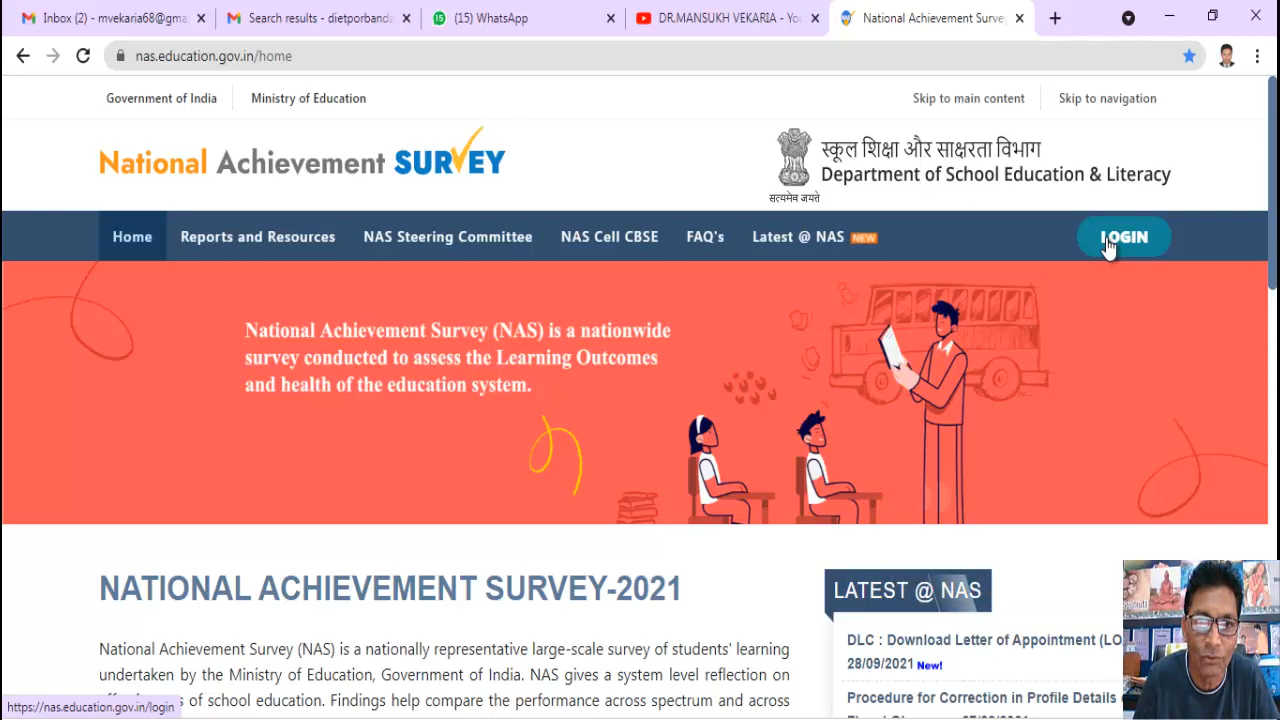 Inbox (2) - mvekaria68@gma
Search results - dietporbanda
(15) WhatsApp
DR.MANSUKH VEKARIA - Yo
National Achievement Surve
nas.education.gov.in/home
Government of India
Ministry of Education
Skip to main content
Skip to navigation
National Achievement SURVEY
स्कूल शिक्षा और साक्षरता विभाग
Department of School Education & Literacy
सत्यमेव जयते
Home
Reports and Resources
NAS Steering Committee
NAS Cell CBSE
FAQ's
Latest @ NAS NEW
LOGIN
National Achievement Survey (NAS) is a nationwide
survey conducted to assess the Learning Outcomes
and health of the education system.
NATIONAL ACHIEVEMENT SURVEY-2021
LATEST @ NAS
National Achievement Survey (NAS) is a nationally representative large-scale survey of students' learning
undertaken by the Ministry of Education, Government of India. NAS gives a system level reflection on
of school education. Findings help compare the performance across spectrum and across
DLC : Download Letter of Appointment (LO
28/09/2021 New!
Procedure for Correction in Profile Details
https://nas.education.gov.in/login